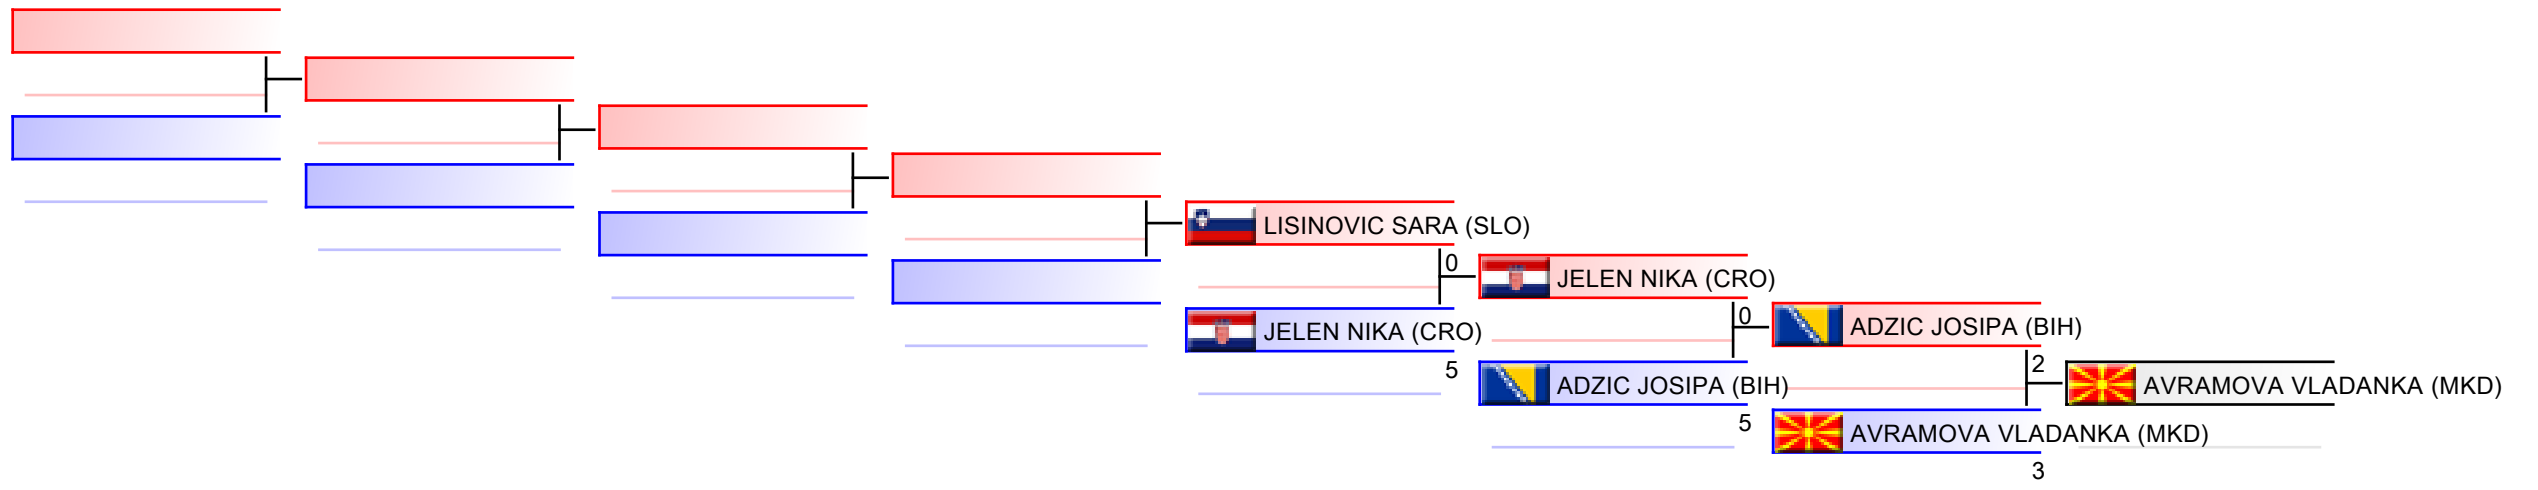 LISINOVIC SARA (SLO)
0
JELEN NIKA (CRO)
5
JELEN NIKA (CRO)
0
ADZIC JOSIPA (BIH)
5
ADZIC JOSIPA (BIH)
2
AVRAMOVA VLADANKA (MKD)
3
AVRAMOVA VLADANKA (MKD)